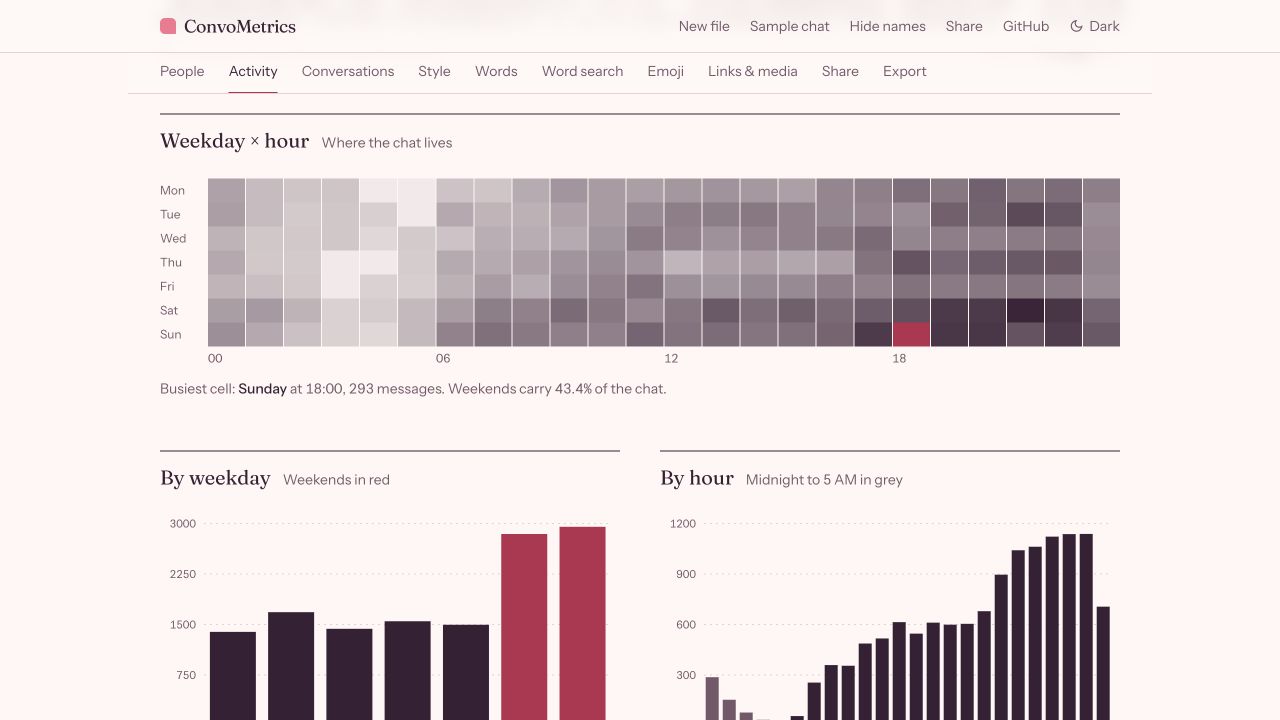 ConvoMetrics
New file Sample chat Hide names Share GitHub Dark
People Activity Conversations Style Words Word search Emoji Links & media Share Export
Weekday × hour Where the chat lives
Mon
Tue
Wed
Thu
Fri
Sat
Sun
00 06 12 18
Busiest cell: Sunday at 18:00, 293 messages. Weekends carry 43.4% of the chat.
By weekday Weekends in red
3000
2250
1500
750
By hour Midnight to 5 AM in grey
1200
900
600
300